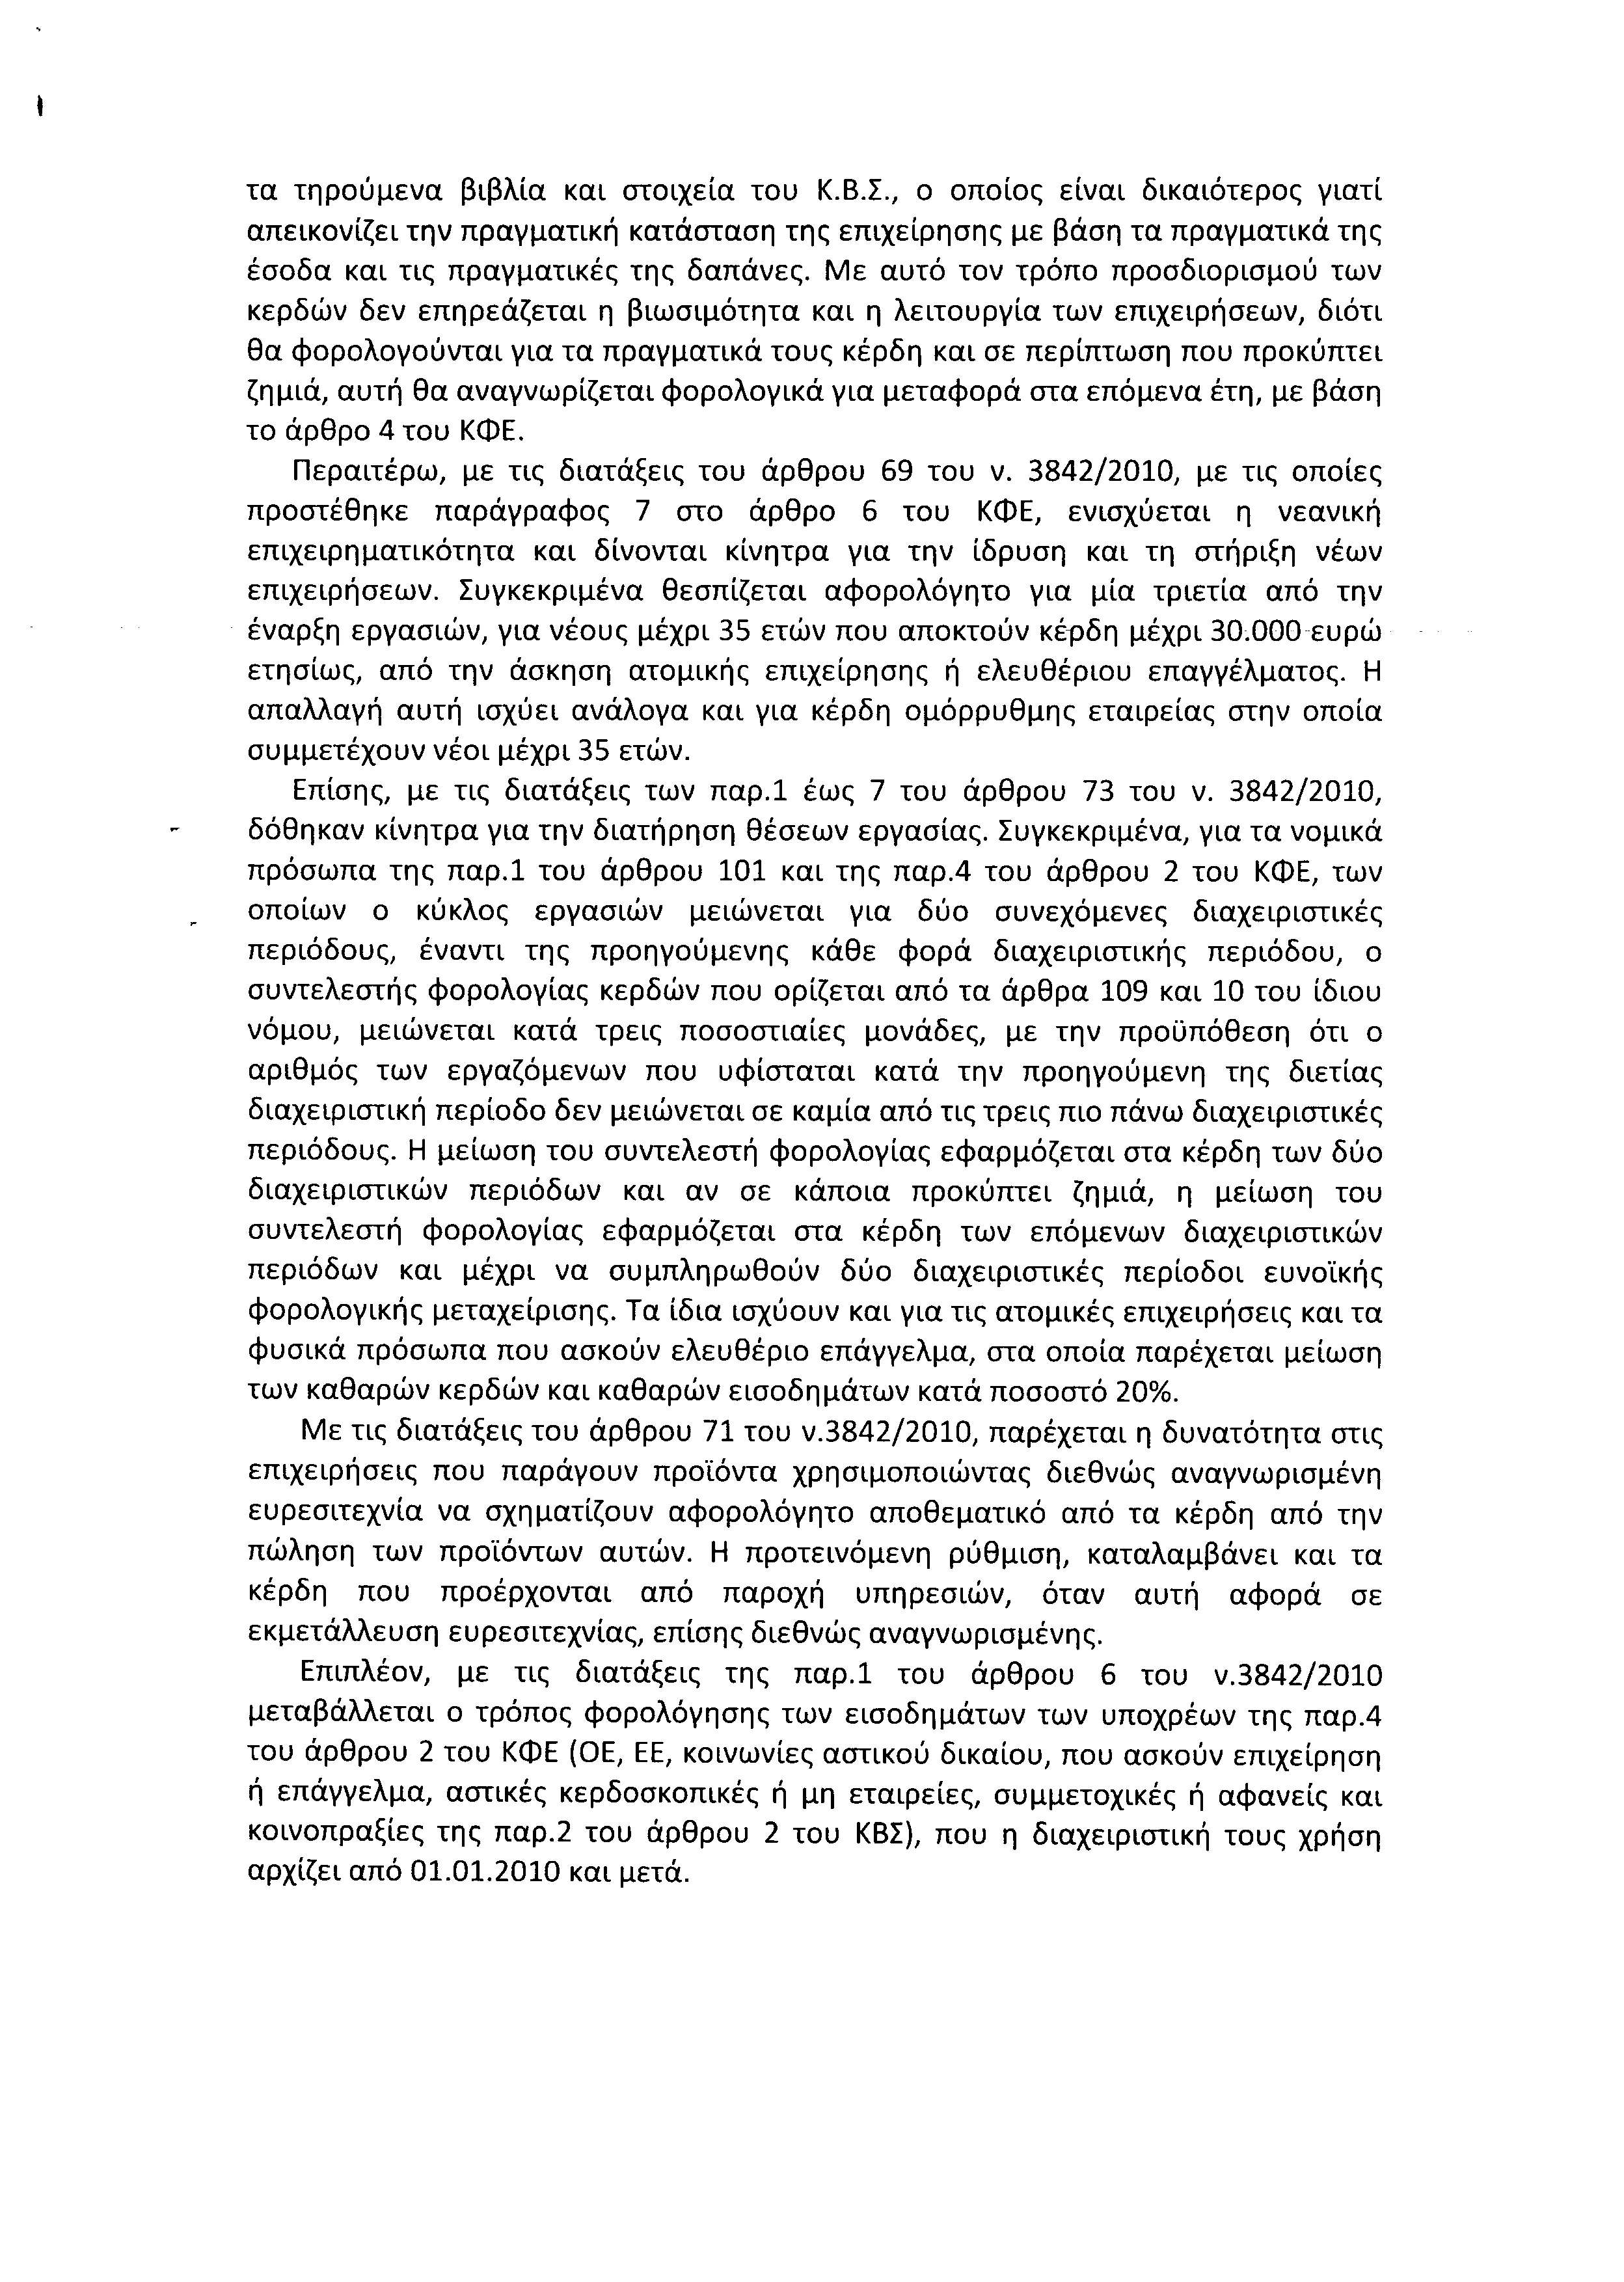 τα τηρούμενα βιβλία και στοιχεία του Κ.Β.Σ., ο οποίος είναι δικαιότερος γιατί
απεικονίζει την πραγματική κατάσταση της επιχείρησης με βάση τα πραγματικά της
έσοδα και τις πραγματικές της δαπάνες. Με αυτό τον τρόπο προσδιορισμού των
κερδών δεν επηρεάζεται η βιωσιμότητα και η λειτουργία των επιχειρήσεων, διότι
θα φορολογούνται για τα πραγματικά τους κέρδη και σε περίπτωση που προκύπτει
ζημιά, αυτή θα αναγνωρίζεται φορολογικά για μεταφορά στα επόμενα έτη, με βάση
το άρθρο 4 του ΚΦΕ.
Περαιτέρω, με τις διατάξεις του άρθρου 69 του ν. 3842/2010, με τις οποίες
προστέθηκε παράγραφος 7 στο άρθρο 6 του ΚΦΕ, ενισχύεται η νεανική
επιχειρηματικότητα και δίνονται κίνητρα για την ίδρυση και τη στήριξη νέων
επιχειρήσεων. Συγκεκριμένα θεσπίζεται αφορολόγητο για μία τριετία από την
έναρξη εργασιών, για νέους μέχρι 35 ετών που αποκτούν κέρδη μέχρι 30.000 ευρώ
ετησίως, από την άσκηση ατομικής επιχείρησης ή ελευθέριου επαγγέλματος. Η
απαλλαγή αυτή ισχύει ανάλογα και για κέρδη ομόρρυθμης εταιρείας στην οποία
συμμετέχουν νέοι μέχρι 35 ετών.
Επίσης, με τις διατάξεις των παρ.1 έως 7 του άρθρου 73 του ν. 3842/2010,
δόθηκαν κίνητρα για την διατήρηση θέσεων εργασίας. Συγκεκριμένα, για τα νομικά
πρόσωπα της παρ.1 του άρθρου 101 και της παρ.4 του άρθρου 2 του ΚΦΕ, των
οποίων ο κύκλος εργασιών μειώνεται για δύο συνεχόμενες διαχειριστικές
περιόδους, έναντι της προηγούμενης κάθε φορά διαχειριστικής περιόδου, ο
συντελεστής φορολογίας κερδών που ορίζεται από τα άρθρα 109 και 10 του ίδιου
νόμου, μειώνεται κατά τρεις ποσοστιαίες μονάδες, με την προϋπόθεση ότι ο
αριθμός των εργαζόμενων που υφίσταται κατά την προηγούμενη της διετίας
διαχειριστική περίοδο δεν μειώνεται σε καμία από τις τρεις πιο πάνω διαχειριστικές
περιόδους. Η μείωση του συντελεστή φορολογίας εφαρμόζεται στα κέρδη των δύο
διαχειριστικών περιόδων και αν σε κάποια προκύπτει ζημιά, η μείωση του
συντελεστή φορολογίας εφαρμόζεται στα κέρδη των επόμενων διαχειριστικών
περιόδων και μέχρι να συμπληρωθούν δύο διαχειριστικές περίοδοι ευνοϊκής
φορολογικής μεταχείρισης. Τα ίδια ισχύουν και για τις ατομικές επιχειρήσεις και τα
φυσικά πρόσωπα που ασκούν ελευθέριο επάγγελμα, στα οποία παρέχεται μείωση
των καθαρών κερδών και καθαρών εισοδημάτων κατά ποσοστό 20%.
Με τις διατάξεις του άρθρου 71 του ν.3842/2010, παρέχεται η δυνατότητα στις
επιχειρήσεις που παράγουν προϊόντα χρησιμοποιώντας διεθνώς αναγνωρισμένη
ευρεσιτεχνία να σχηματίζουν αφορολόγητο αποθεματικό από τα κέρδη από την
πώληση των προϊόντων αυτών. Η προτεινόμενη ρύθμιση, καταλαμβάνει και τα
κέρδη που προέρχονται από παροχή υπηρεσιών, όταν αυτή αφορά σε
εκμετάλλευση ευρεσιτεχνίας, επίσης διεθνώς αναγνωρισμένης.
Επιπλέον, με τις διατάξεις της παρ.1 του άρθρου 6 του ν.3842/2010
μεταβάλλεται ο τρόπος φορολόγησης των εισοδημάτων των υποχρέων της παρ.4
του άρθρου 2 του ΚΦΕ (ΟΕ, ΕΕ, κοινωνίες αστικού δικαίου, που ασκούν επιχείρηση
ή επάγγελμα, αστικές κερδοσκοπικές ή μη εταιρείες, συμμετοχικές ή αφανείς και
κοινοπραξίες της παρ.2 του άρθρου 2 του ΚΒΣ), που η διαχειριστική τους χρήση
αρχίζει από 01.01.2010 και μετά.